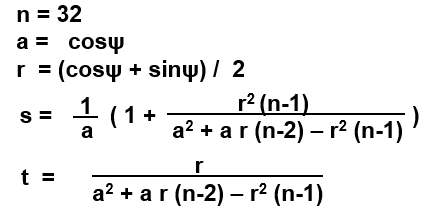 n = 32
a = cosψ
r = (cosψ + sinψ) / 2
s = 1/a ( 1 + r² (n-1) / a² + a r (n-2) – r² (n-1) )
t = r / a² + a r (n-2) – r² (n-1)